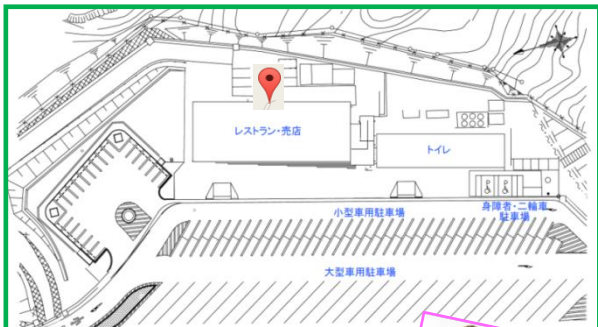 レストラン・売店
トイレ
小型車用駐車場
身障者・二輪車
駐車場
大型車用駐車場